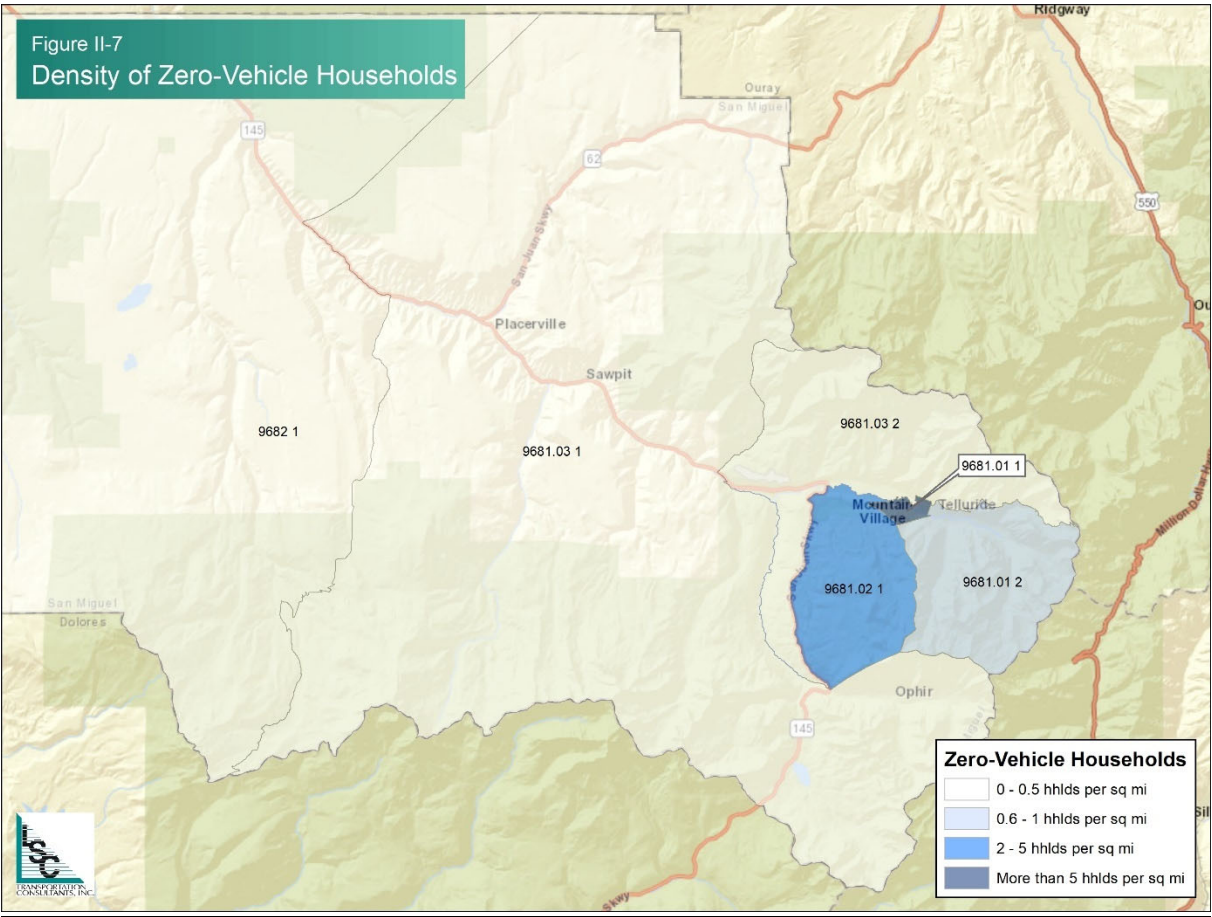 Figure II-7
Density of Zero-Vehicle Households
Ridgway
Ouray
San Miguel
145
62
550
San Juan Skwy
Placerville
Sawpit
9682 1
9681.03 1
9681.03 2
9681.01 1
Mountain
Village
Telluride
9681.02 1
9681.01 2
Million Dollar
San Miguel
Dolores
Ophir
145
Skwy
Zero-Vehicle Households
0 - 0.5 hhlds per sq mi
0.6 - 1 hhlds per sq mi
2 - 5 hhlds per sq mi
More than 5 hhlds per sq mi
LSC
TRANSPORTATION
CONSULTANTS, INC.